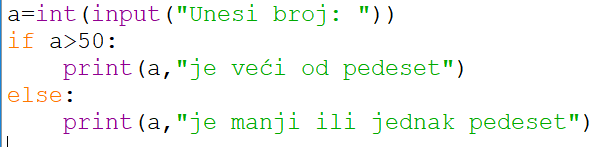 a=int(input("Unesi broj: "))
if a>50:
    print(a,"je veći od pedeset")
else:
    print(a,"je manji ili jednak pedeset")